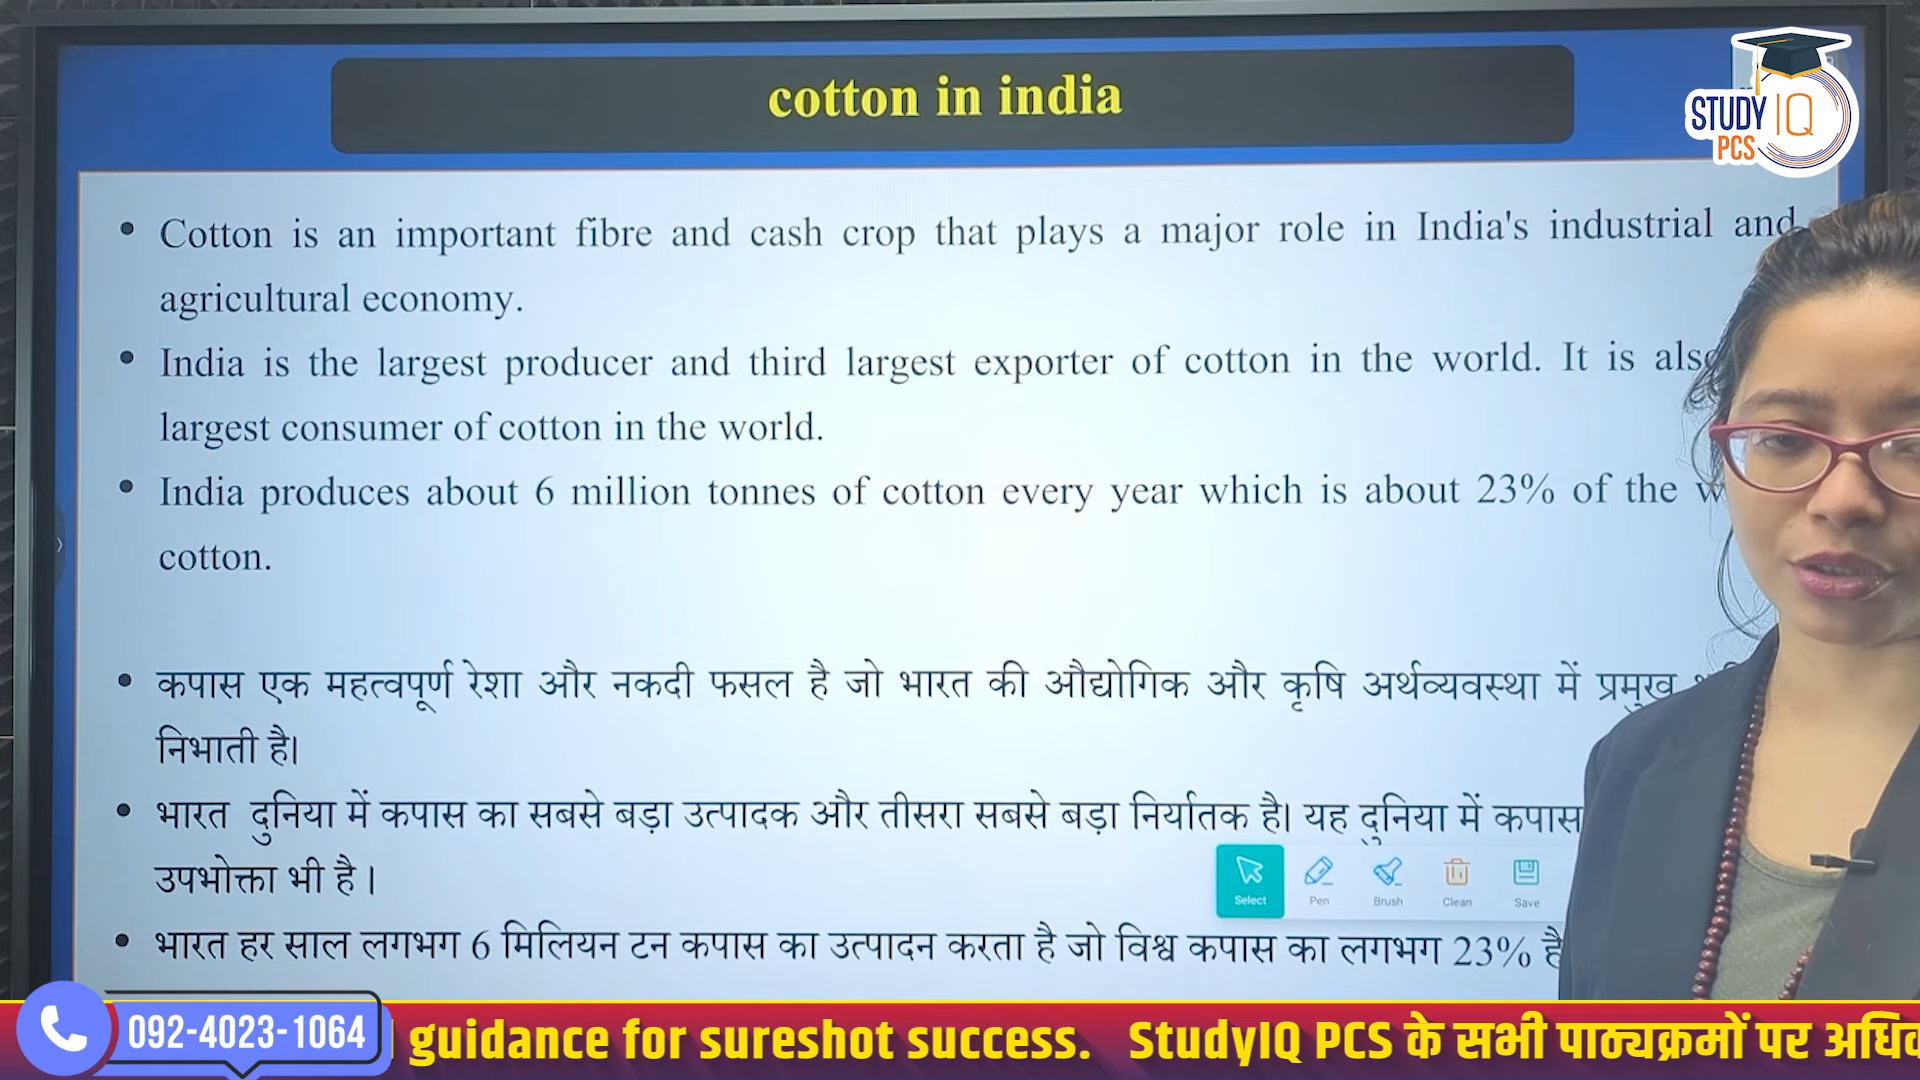 cotton in india
STUDY IQ
PCS
• Cotton is an important fibre and cash crop that plays a major role in India's industrial and
agricultural economy.
• India is the largest producer and third largest exporter of cotton in the world. It is also
largest consumer of cotton in the world.
• India produces about 6 million tonnes of cotton every year which is about 23% of the
cotton.
• कपास एक महत्वपूर्ण रेशा और नकदी फसल है जो भारत की औद्योगिक और कृषि अर्थव्यवस्था में प्रमुख
निभाती है।
• भारत दुनिया में कपास का सबसे बड़ा उत्पादक और तीसरा सबसे बड़ा निर्यातक है। यह दुनिया में कपास
उपभोक्ता भी है ।
• भारत हर साल लगभग 6 मिलियन टन कपास का उत्पादन करता है जो विश्व कपास का लगभग 23% है
Select Pen Brush Clean Save
092-4023-1064
guidance for sureshot success. StudyIQ PCS के सभी पाठ्यक्रमों पर